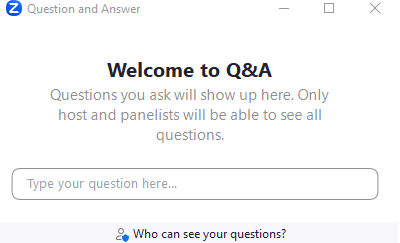 Question and Answer
Welcome to Q&A
Questions you ask will show up here. Only
host and panelists will be able to see all
questions.
Type your question here...
Who can see your questions?